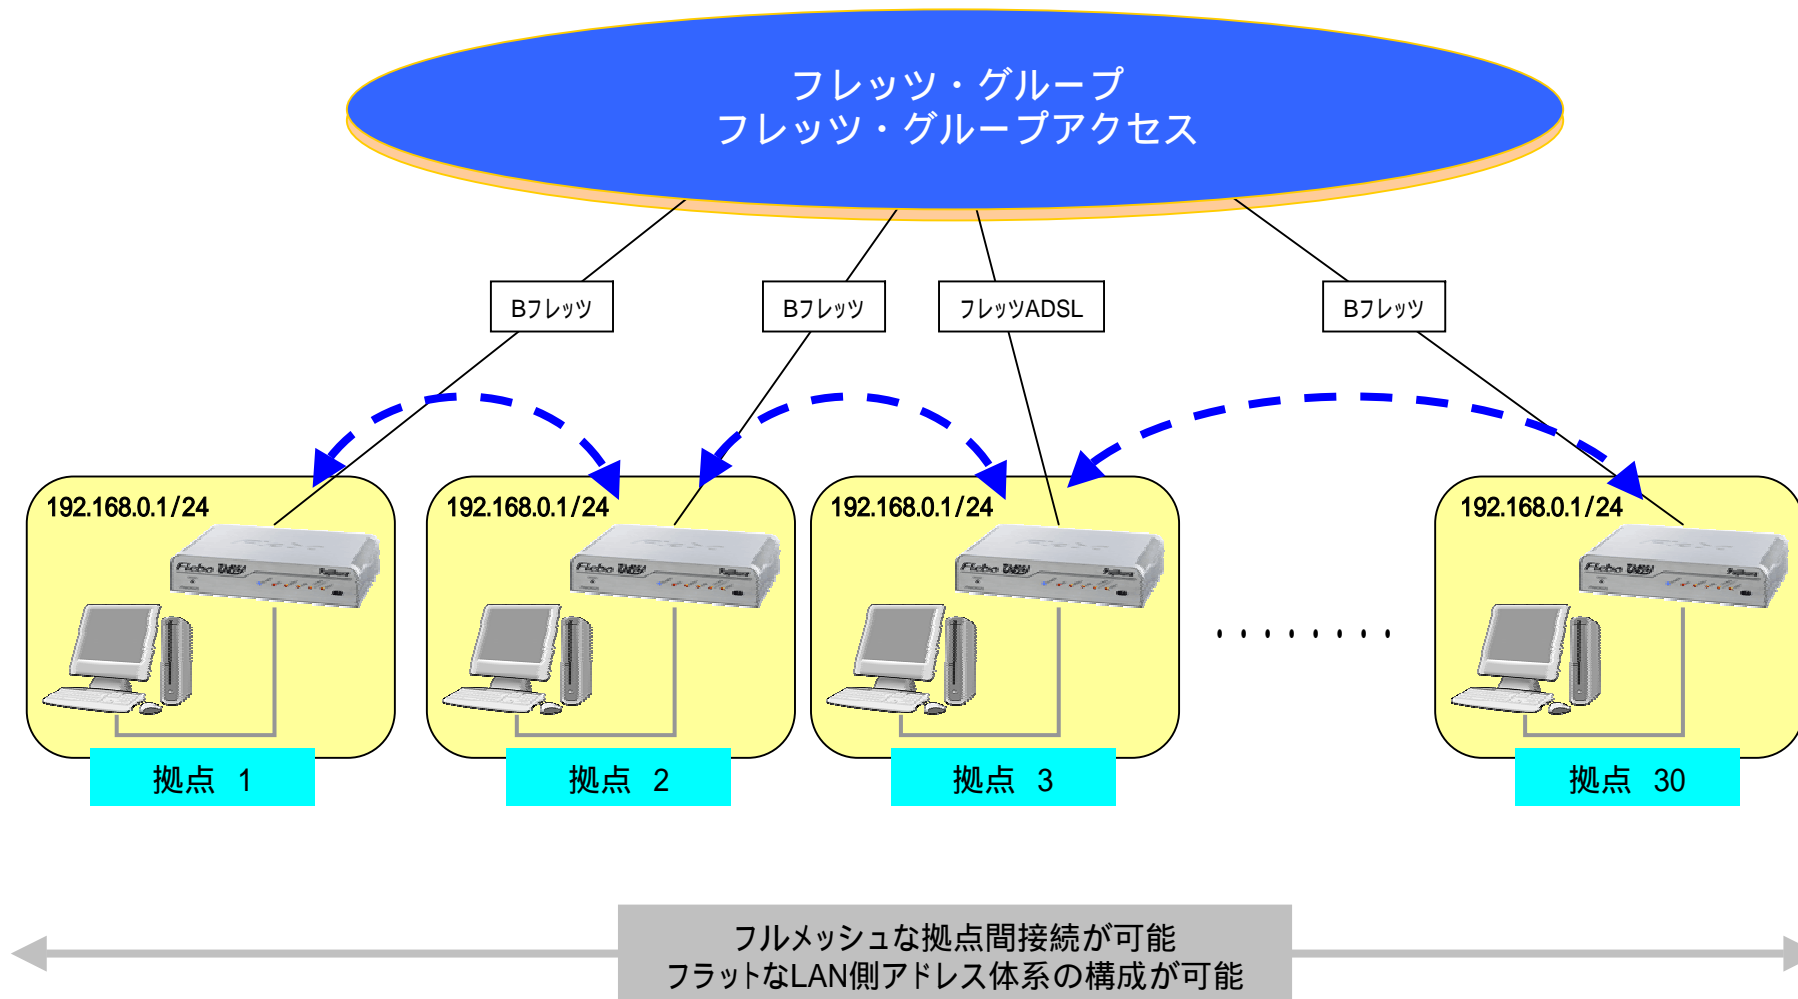 フレッツ・グループ
フレッツ・グループアクセス
Bフレッツ
Bフレッツ
フレッツADSL
Bフレッツ
192.168.0.1/24
192.168.0.1/24
192.168.0.1/24
192.168.0.1/24
拠点 1
拠点 2
拠点 3
拠点 30
フルメッシュな拠点間接続が可能
フラットなLAN側アドレス体系の構成が可能